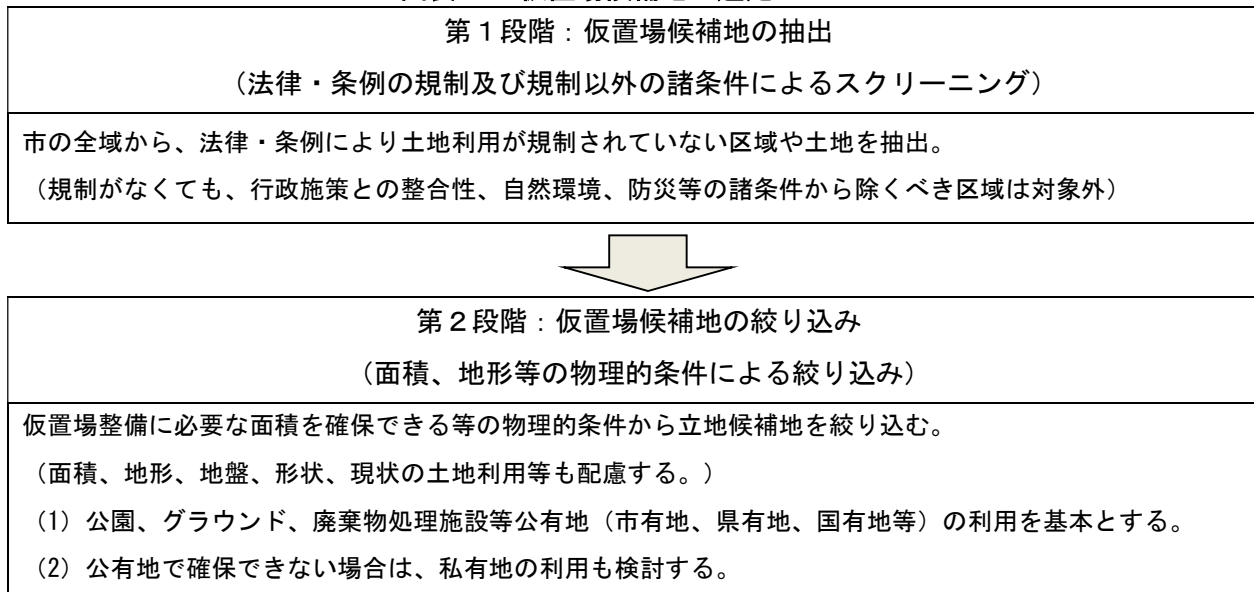 第１段階：仮置場候補地の抽出
（法律・条例の規制及び規制以外の諸条件によるスクリーニング）
市の全域から、法律・条例により土地利用が規制されていない区域や土地を抽出。
（規制がなくても、行政施策との整合性、自然環境、防災等の諸条件から除くべき区域は対象外）
第２段階：仮置場候補地の絞り込み
（面積、地形等の物理的条件による絞り込み）
仮置場整備に必要な面積を確保できる等の物理的条件から立地候補地を絞り込む。
（面積、地形、地盤、形状、現状の土地利用等も配慮する。）
(1) 公園、グラウンド、廃棄物処理施設等公有地（市有地、県有地、国有地等）の利用を基本とする。
(2) 公有地で確保できない場合は、私有地の利用も検討する。